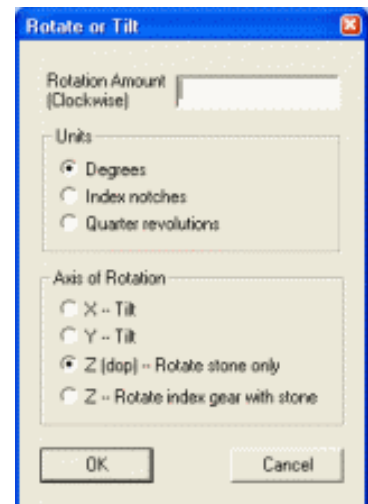 Rotate or Tilt
Rotation Amount
(Clockwise)
Units
Degrees
Index notches
Quarter revolutions
Axis of Rotation
X -- Tilt
Y -- Tilt
Z (dop) -- Rotate stone only
Z -- Rotate index gear with stone
OK
Cancel